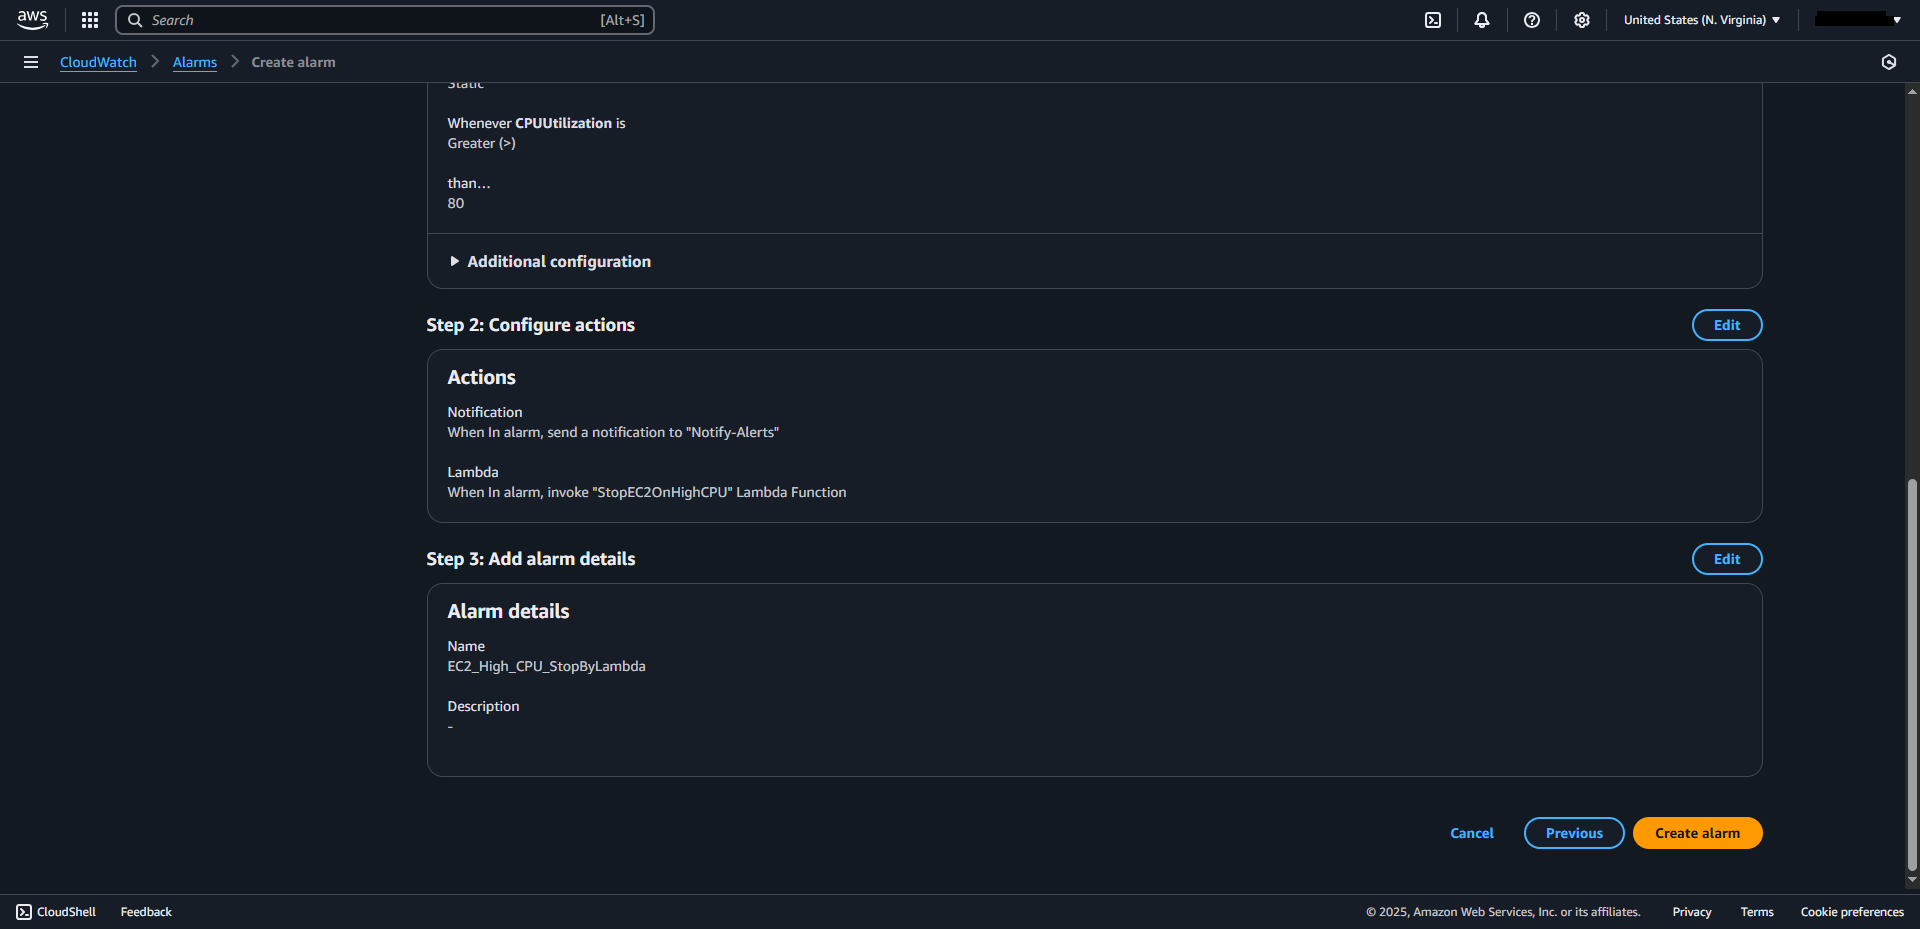 aws
Search [Alt+S]
United States (N. Virginia)
CloudWatch
Alarms
Create alarm
Static
Whenever CPUUtilization is
Greater (>)
than...
80
Additional configuration
Step 2: Configure actions
Edit
Actions
Notification
When In alarm, send a notification to "Notify-Alerts"
Lambda
When In alarm, invoke "StopEC2OnHighCPU" Lambda Function
Step 3: Add alarm details
Edit
Alarm details
Name
EC2_High_CPU_StopByLambda
Description
-
Cancel
Previous
Create alarm
CloudShell
Feedback
© 2025, Amazon Web Services, Inc. or its affiliates.
Privacy
Terms
Cookie preferences